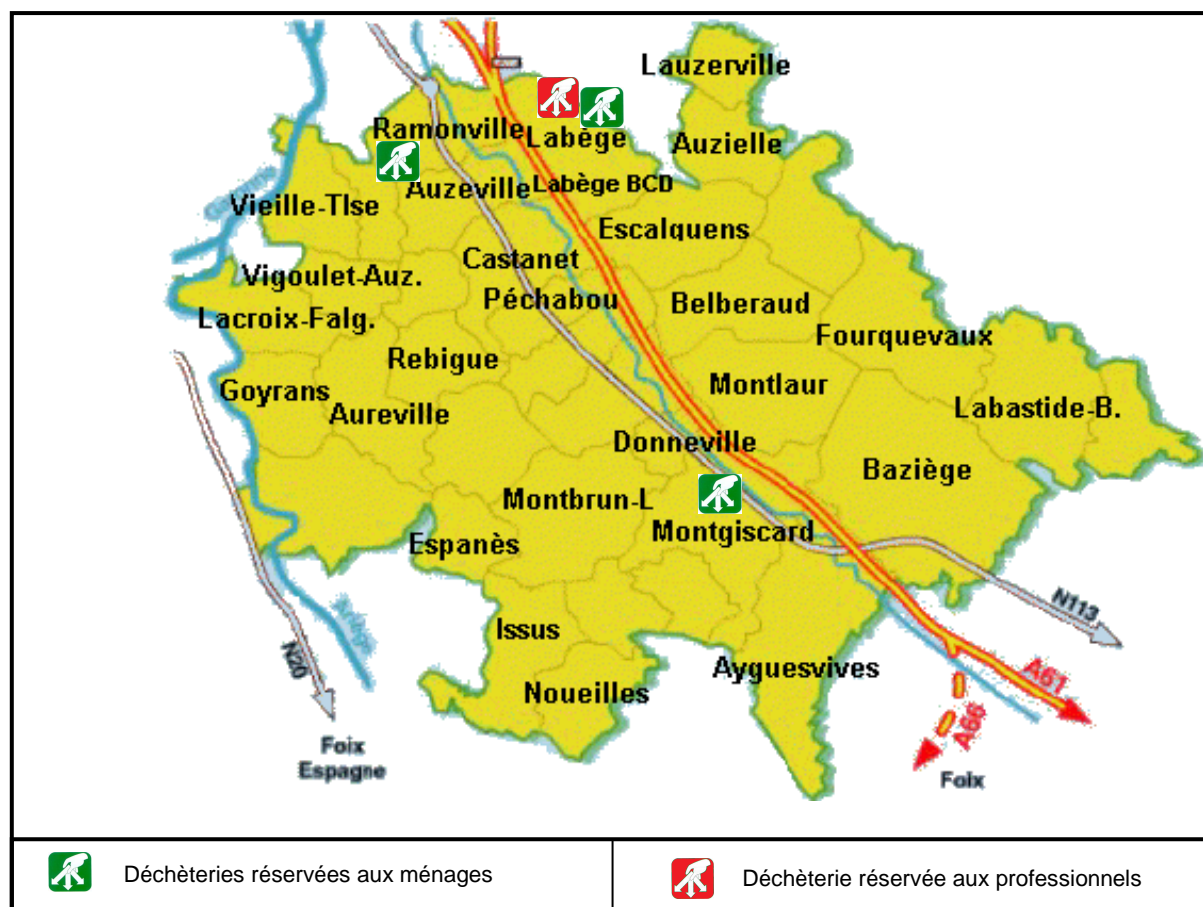 Lauzerville
Ramonville
Labège
Auzielle
Auzeville
Labège BCD
Vieille-Tlse
Escalquens
Castanet
Vigoulet-Auz.
Péchabou
Belberaud
Lacroix-Falg.
Fourquevaux
Rebigue
Goyrans
Montlaur
Aureville
Labastide-B.
Donneville
Baziège
Montbrun-L
Montgiscard
Espanès
N113
Issus
N20
Ayguesvives
A61
Noueilles
A66
Foix
Espagne
Foix
Déchèteries réservées aux ménages
Déchèterie réservée aux professionnels